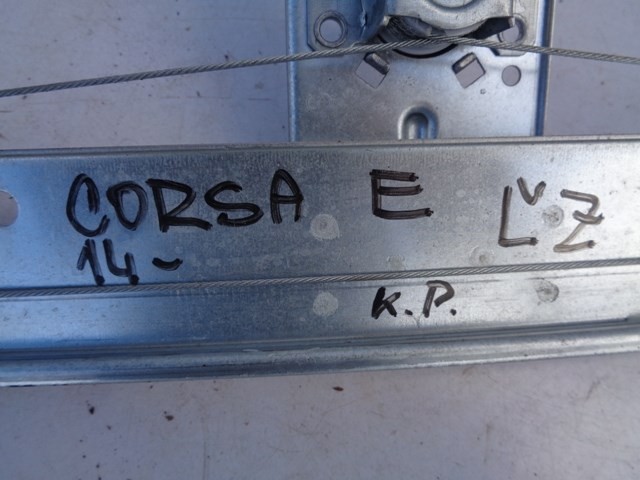 CORSA E LVZ
14-
K.P.